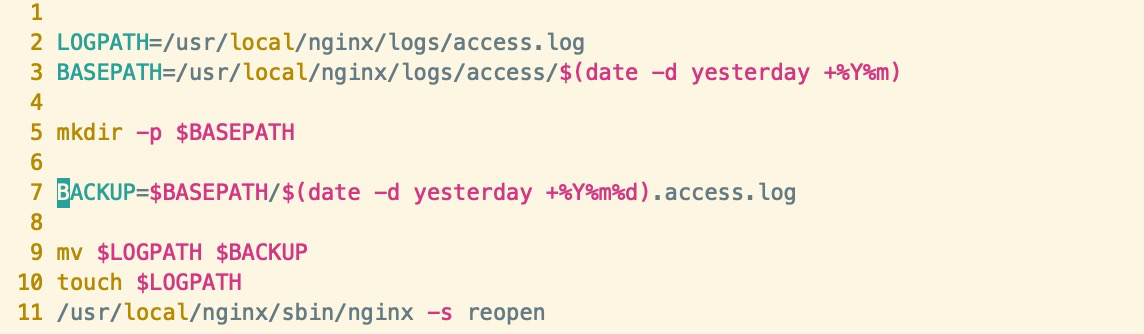 1
2 LOGPATH=/usr/local/nginx/logs/access.log
3 BASEPATH=/usr/local/nginx/logs/access/$(date -d yesterday +%Y%m)
4
5 mkdir -p $BASEPATH
6
7 BACKUP=$BASEPATH/$(date -d yesterday +%Y%m%d).access.log
8
9 mv $LOGPATH $BACKUP
10 touch $LOGPATH
11 /usr/local/nginx/sbin/nginx -s reopen